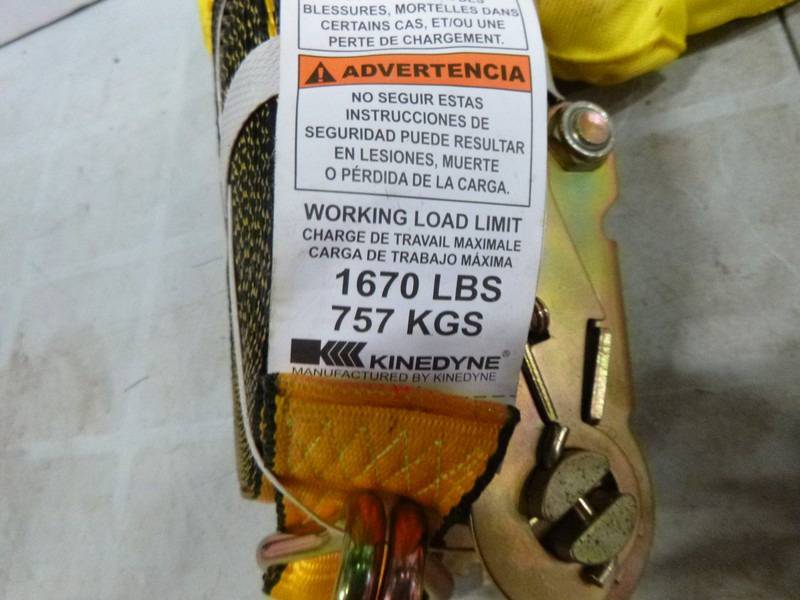 BLESSURES, MORTELLES DANS
CERTAINS CAS, ET/OU UNE
PERTE DE CHARGEMENT.
ADVERTENCIA
NO SEGUIR ESTAS
INSTRUCCIONES DE
SEGURIDAD PUEDE RESULTAR
EN LESIONES, MUERTE
O PÉRDIDA DE LA CARGA.
WORKING LOAD LIMIT
CHARGE DE TRAVAIL MAXIMALE
CARGA DE TRABAJO MÁXIMA
1670 LBS
757 KGS
KINEDYNE®
MANUFACTURED BY KINEDYNE